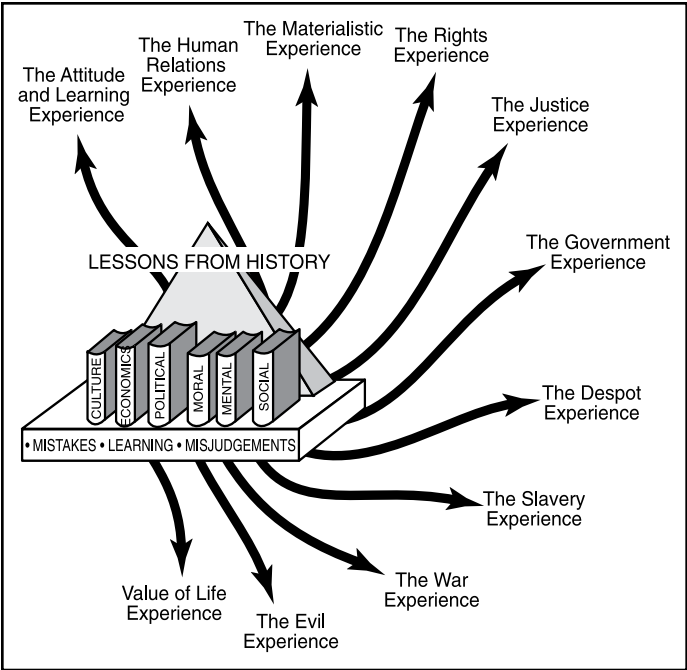 The Attitude
and Learning
Experience
The Human
Relations
Experience
The Materialistic
Experience
The Rights
Experience
The Justice
Experience
The Government
Experience
The Despot
Experience
The Slavery
Experience
The War
Experience
The Evil
Experience
Value of Life
Experience
LESSONS FROM HISTORY
CULTURE
ECONOMICS
POLITICAL
MORAL
MENTAL
SOCIAL
• MISTAKES • LEARNING • MISJUDGEMENTS